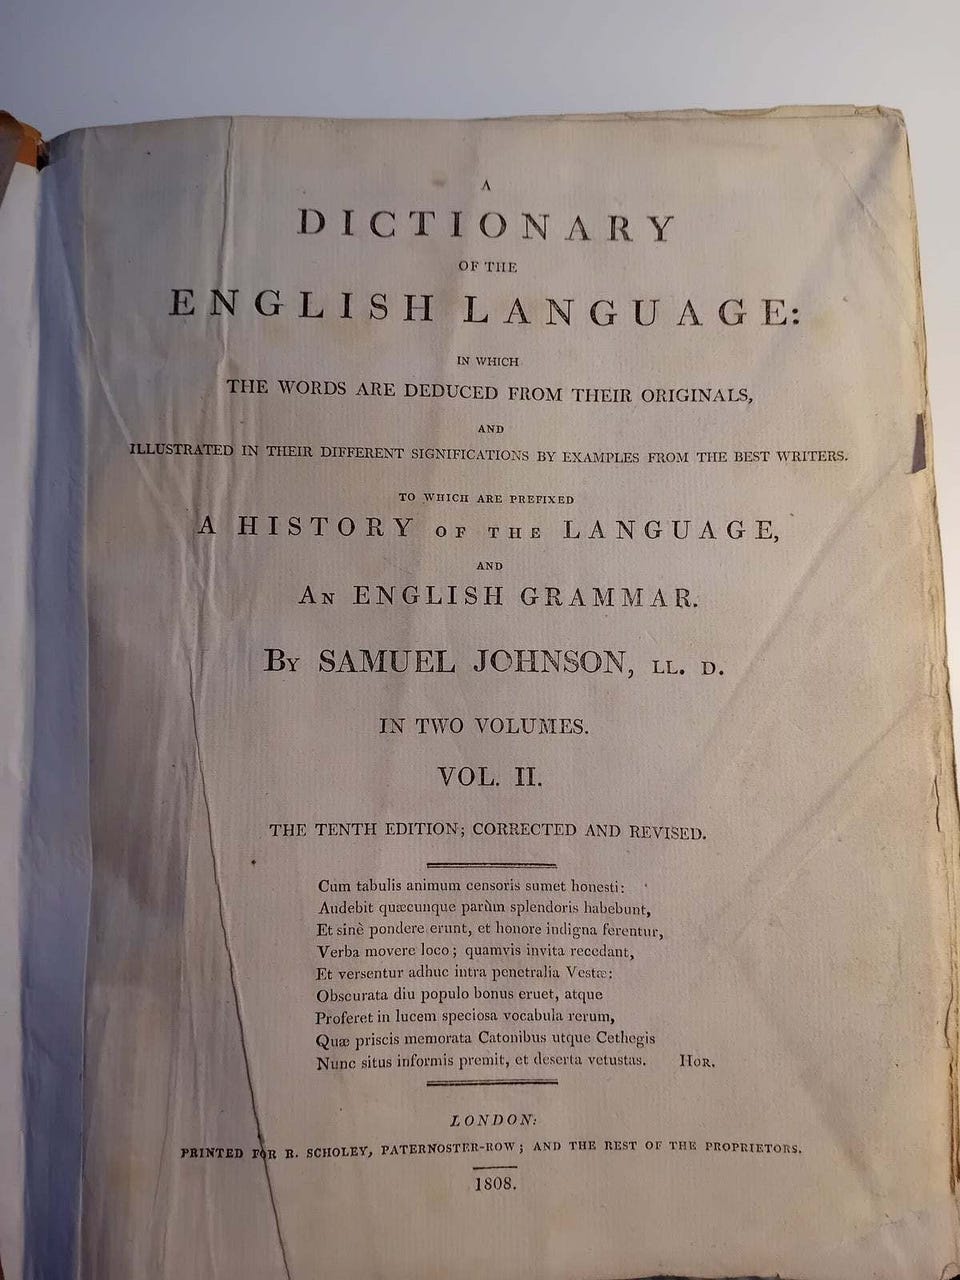 A
DICTIONARY
OF THE
ENGLISH LANGUAGE:
IN WHICH
THE WORDS ARE DEDUCED FROM THEIR ORIGINALS,
AND
ILLUSTRATED IN THEIR DIFFERENT SIGNIFICATIONS BY EXAMPLES FROM THE BEST WRITERS.
TO WHICH ARE PREFIXED
A HISTORY OF THE LANGUAGE,
AND
AN ENGLISH GRAMMAR.
BY SAMUEL JOHNSON, LL. D.
IN TWO VOLUMES.
VOL. II.
THE TENTH EDITION; CORRECTED AND REVISED.
Cum tabulis animum censoris sumet honesti:
Audebit quæcunque parùm splendoris habebunt,
Et sinè pondere erunt, et honore indigna ferentur,
Verba movere loco; quamvis invita recedant,
Et versentur adhuc intra penetralia Vestæ:
Obscurata diu populo bonus eruet, atque
Proferet in lucem speciosa vocabula rerum,
Quæ priscis memorata Catonibus utque Cethegis
Nunc situs informis premit, et deserta vetustas. HOR.
LONDON:
PRINTED FOR R. SCHOLEY, PATERNOSTER-ROW; AND THE REST OF THE PROPRIETORS.
1808.